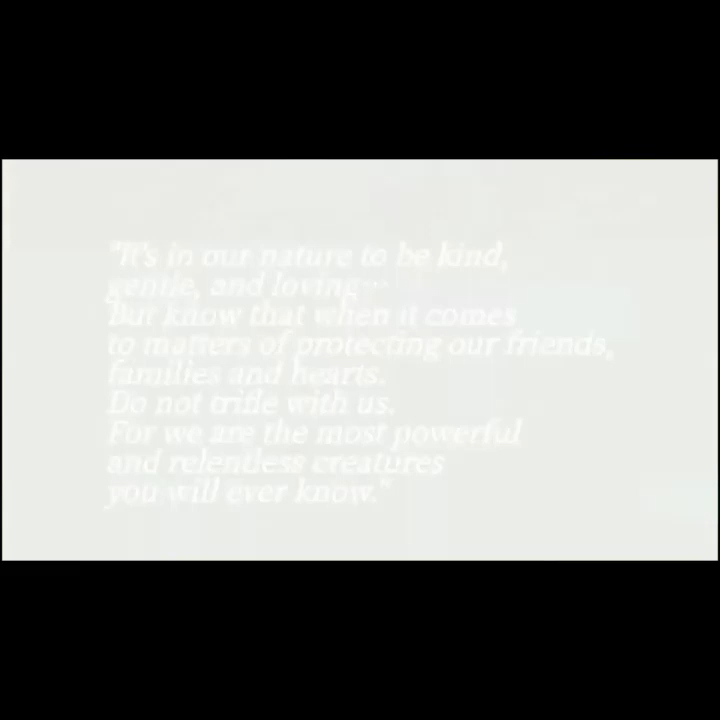 "It's in our nature to be kind,
gentle, and loving…
But know that when it comes
to matters of protecting our friends,
families and hearts.
Do not trifle with us.
For we are the most powerful
and relentless creatures
you will ever know."